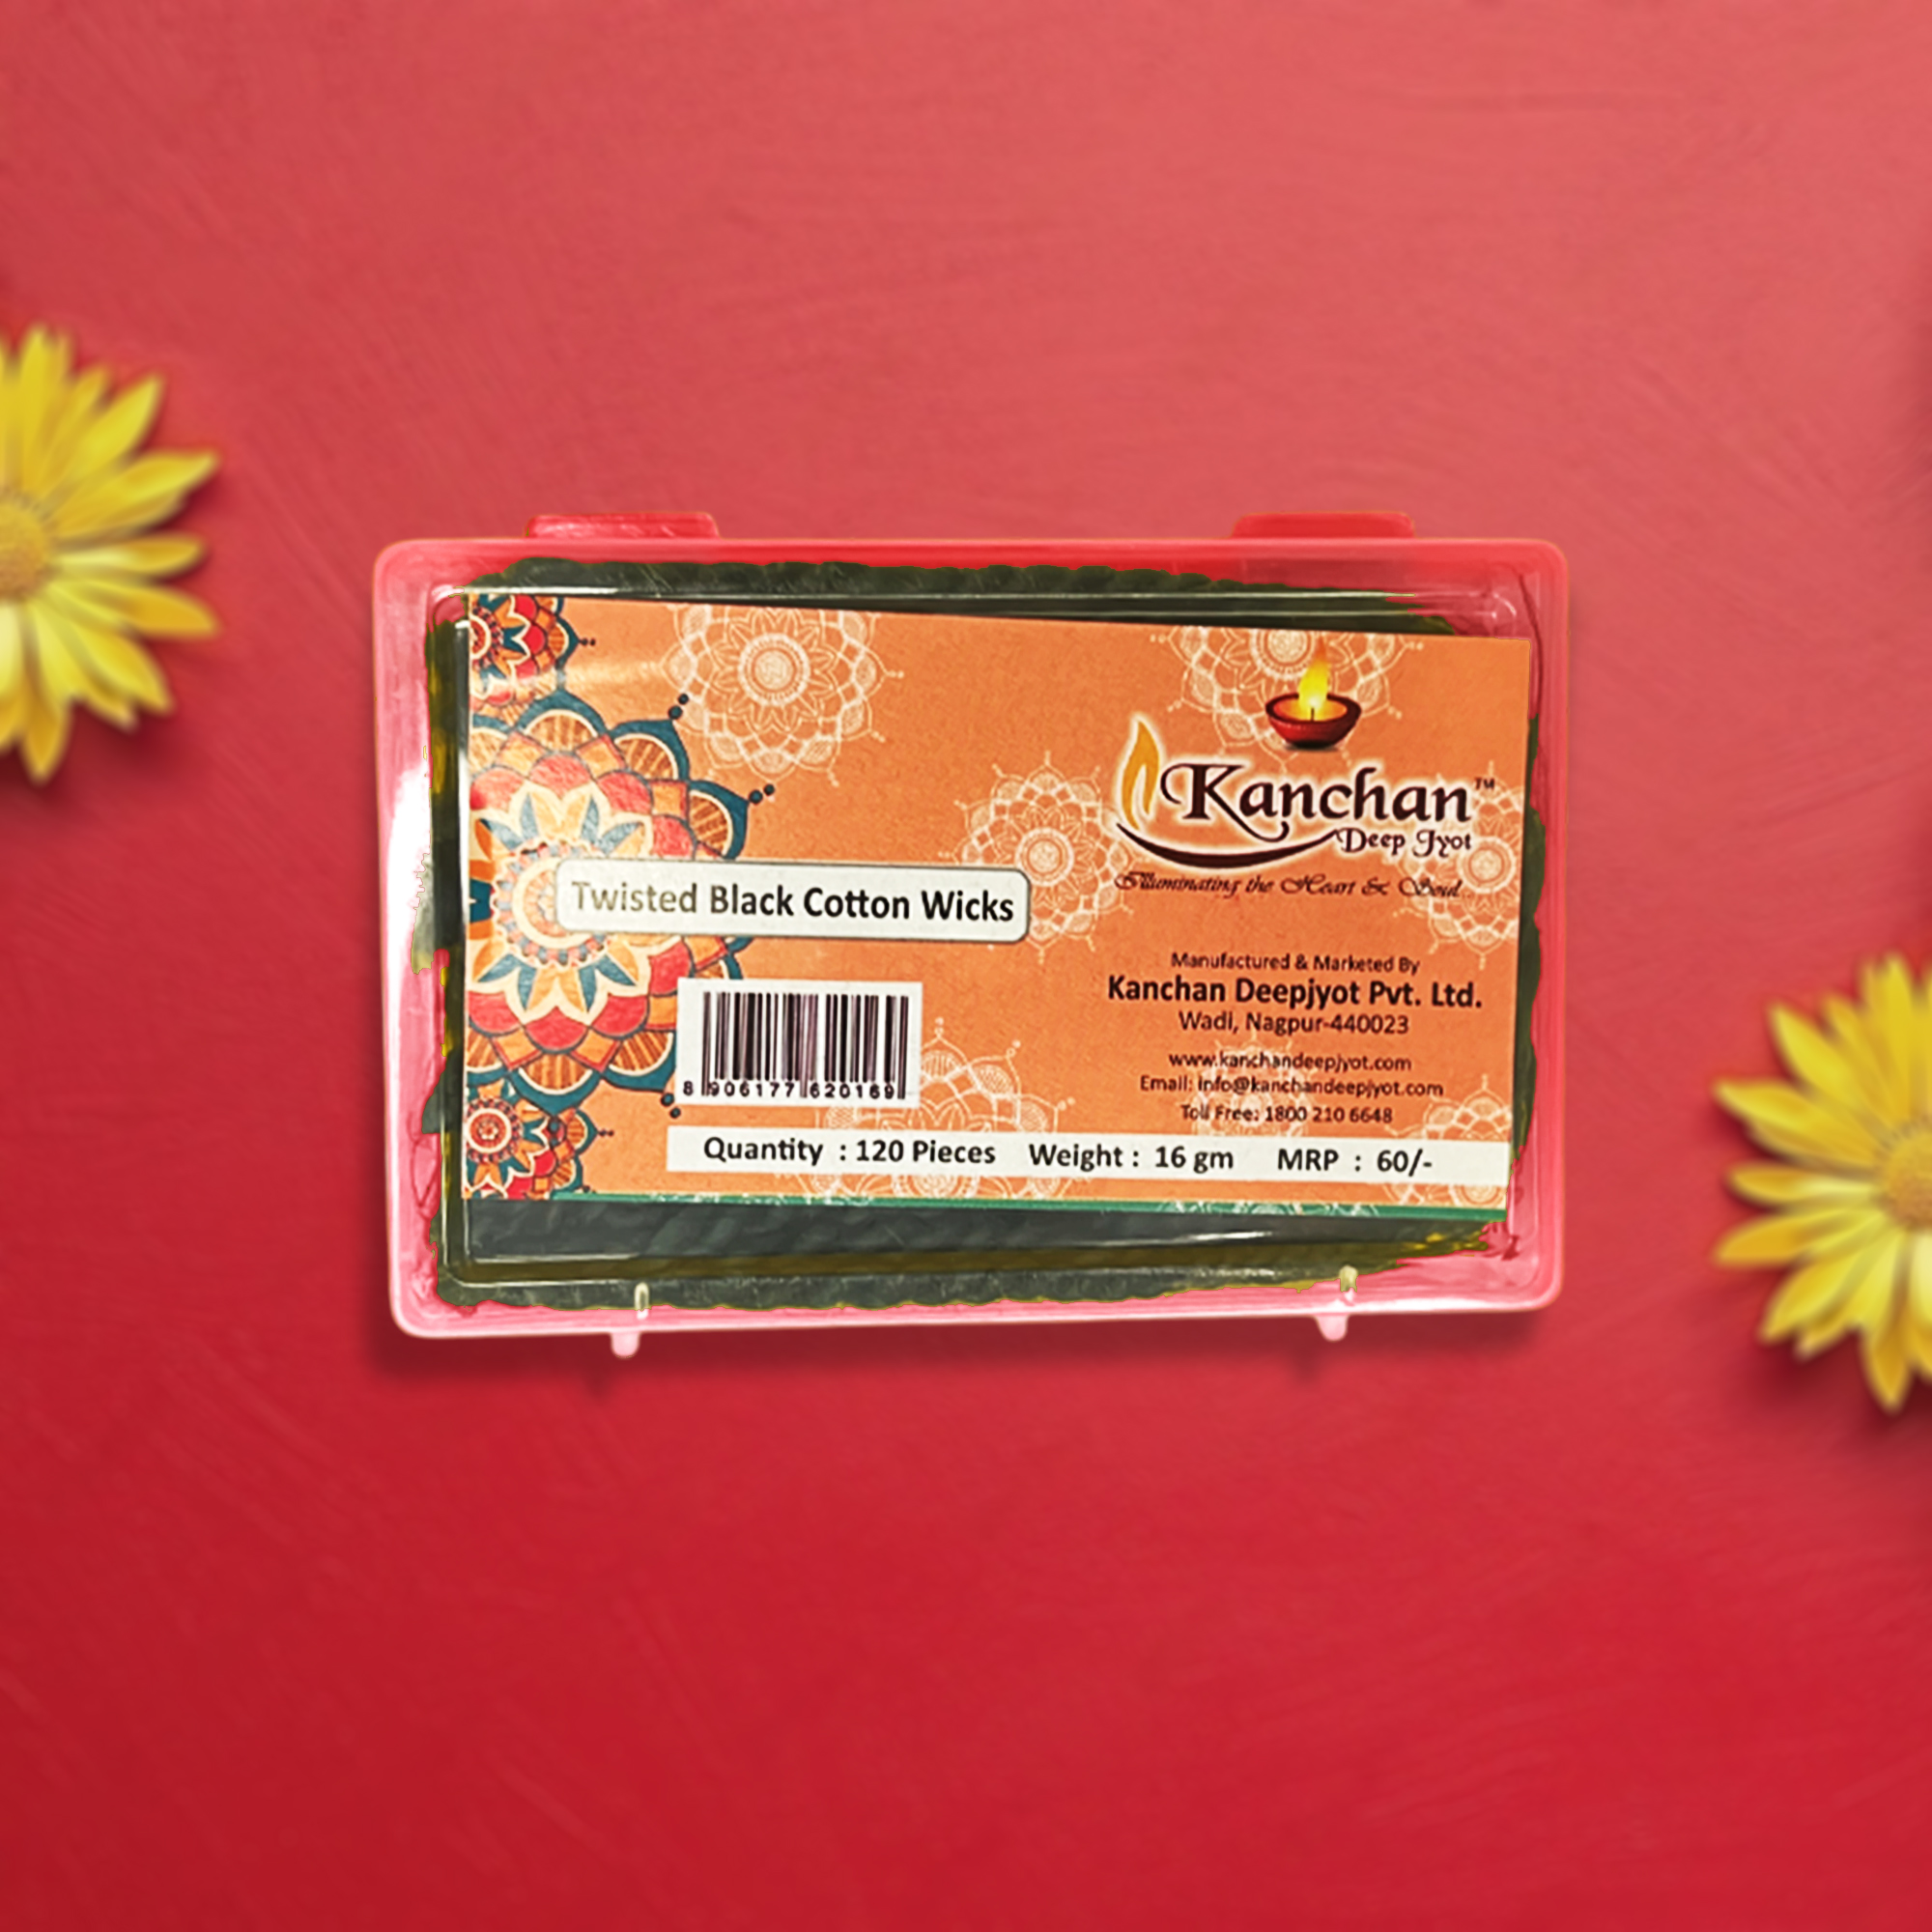 Kanchan™
Deep Jyot
Illuminating the Heart & Soul...
Twisted Black Cotton Wicks
Manufactured & Marketed By
Kanchan Deepjyot Pvt. Ltd.
Wadi, Nagpur-440023
www.kanchandeepjyot.com
Email: info@kanchandeepjyot.com
Toll Free: 1800 210 6648
8 906177 620169
Quantity : 120 Pieces Weight : 16 gm MRP : 60/-